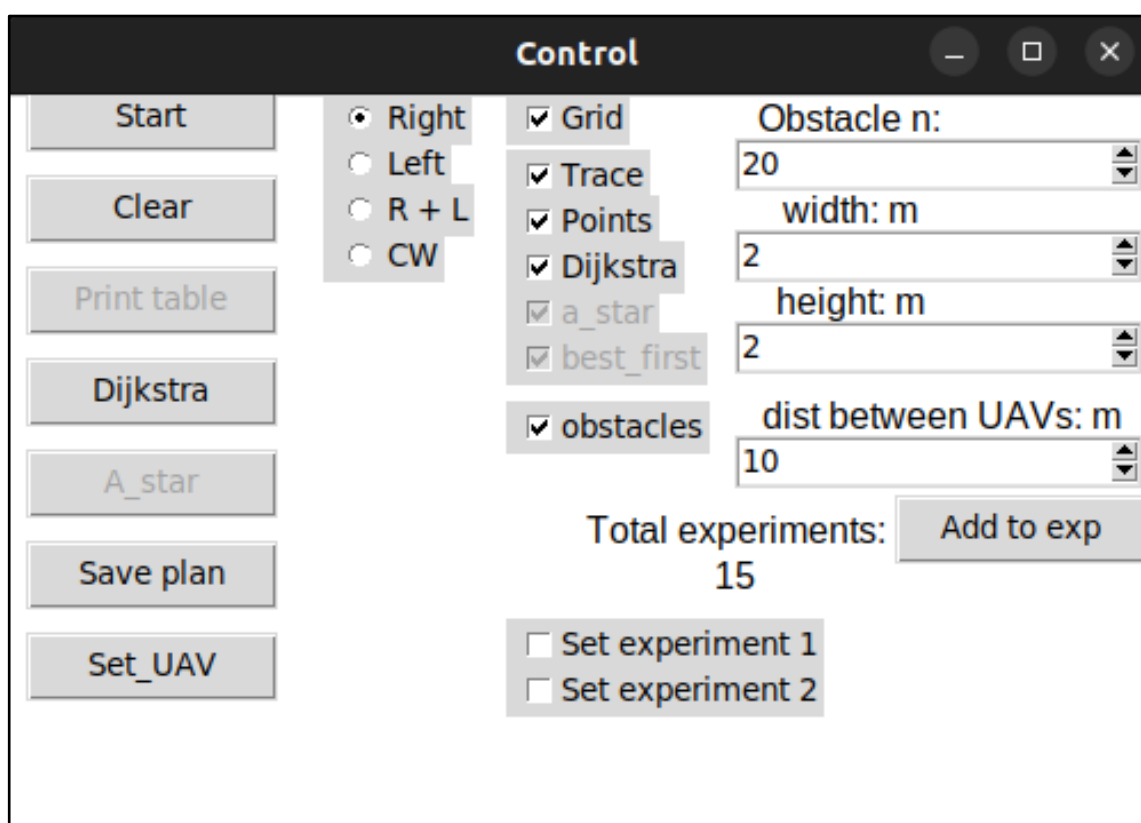 Control
Start
Clear
Print table
Dijkstra
A_star
Save plan
Set_UAV
Right
Left
R + L
CW
Grid
Trace
Points
Dijkstra
a_star
best_first
obstacles
Obstacle n:
20
width: m
2
height: m
2
dist between UAVs: m
10
Total experiments:
15
Add to exp
Set experiment 1
Set experiment 2